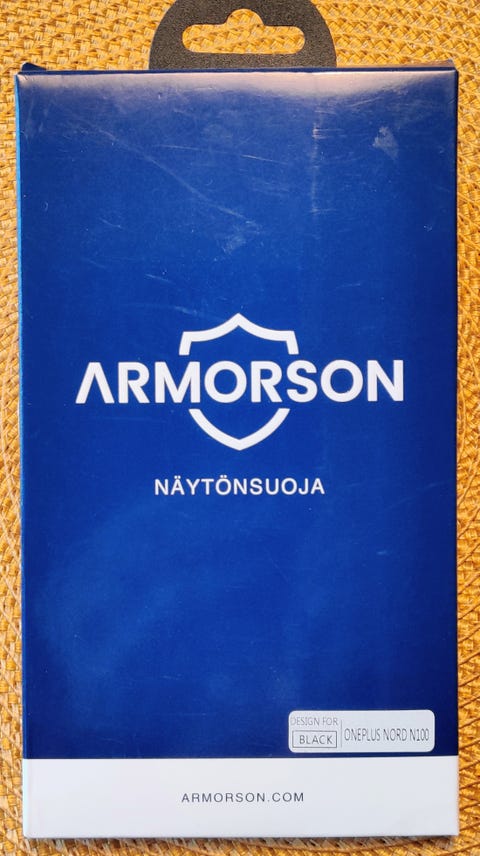 ARMORSON
NÄYTÖNSUOJA
DESIGN FOR
BLACK
ONEPLUS NORD N100
ARMORSON.COM